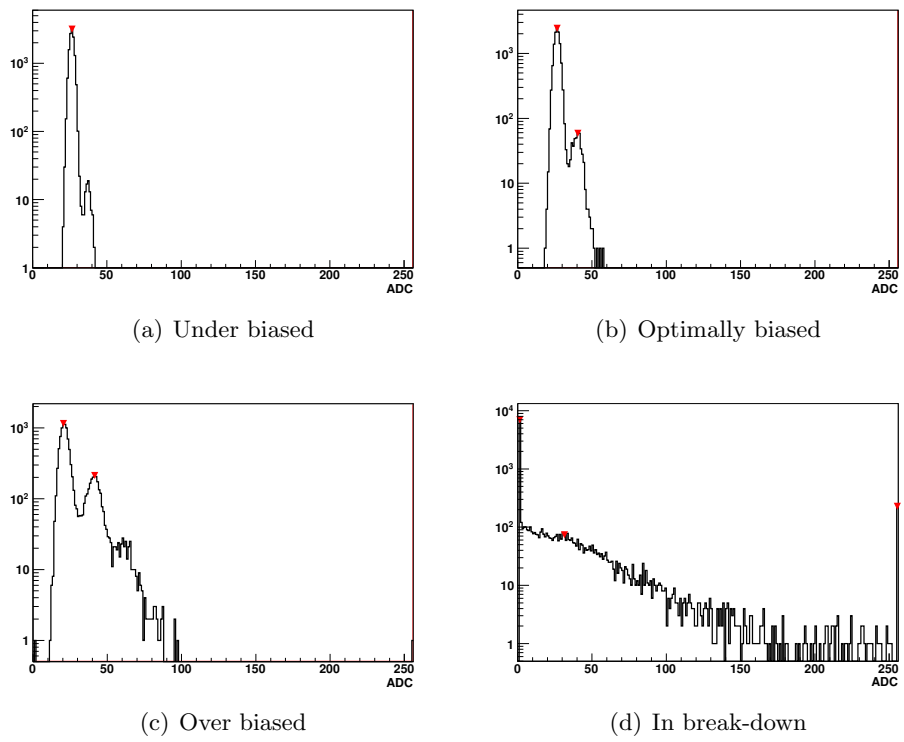 10³
10²
10
1
0 50 100 150 200 250
ADC
(a) Under biased
10³
10²
10
1
0 50 100 150 200 250
ADC
(b) Optimally biased
10³
10²
10
1
0 50 100 150 200 250
ADC
(c) Over biased
10⁴
10³
10²
10
1
0 50 100 150 200 250
ADC
(d) In break-down